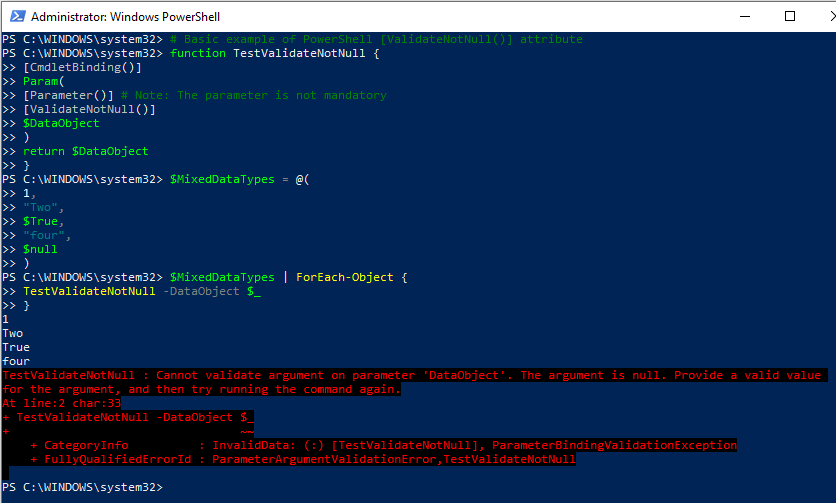 Administrator: Windows PowerShell
PS C:\WINDOWS\system32> # Basic example of PowerShell [ValidateNotNull()] attribute
PS C:\WINDOWS\system32> function TestValidateNotNull {
>> [CmdletBinding()]
>> Param(
>> [Parameter()] # Note: The parameter is not mandatory
>> [ValidateNotNull()]
>> $DataObject
>> )
>> return $DataObject
>> }
PS C:\WINDOWS\system32> $MixedDataTypes = @(
>> 1,
>> "Two",
>> $True,
>> "four",
>> $null
>> )
PS C:\WINDOWS\system32> $MixedDataTypes | ForEach-Object {
>> TestValidateNotNull -DataObject $_
>> }
1
Two
True
four
TestValidateNotNull : Cannot validate argument on parameter 'DataObject'. The argument is null. Provide a valid value
for the argument, and then try running the command again.
At line:2 char:33
+ TestValidateNotNull -DataObject $_
+                                 ~~
    + CategoryInfo          : InvalidData: (:) [TestValidateNotNull], ParameterBindingValidationException
    + FullyQualifiedErrorId : ParameterArgumentValidationError,TestValidateNotNull
PS C:\WINDOWS\system32>